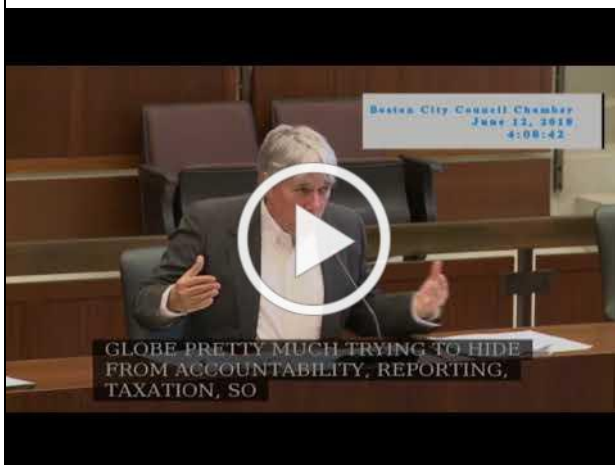 Boston City Council Chamber
June 12, 2018
4:08:42
GLOBE PRETTY MUCH TRYING TO HIDE
FROM ACCOUNTABILITY, REPORTING,
TAXATION, SO